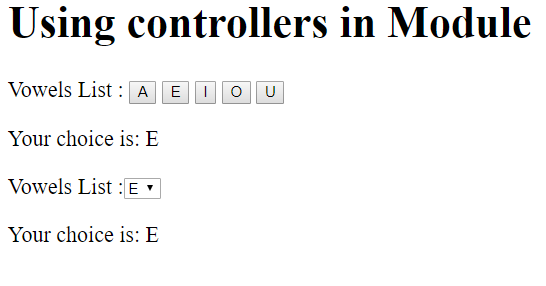 Using controllers in Module
Vowels List : A E I O U
Your choice is: E
Vowels List :E
Your choice is: E